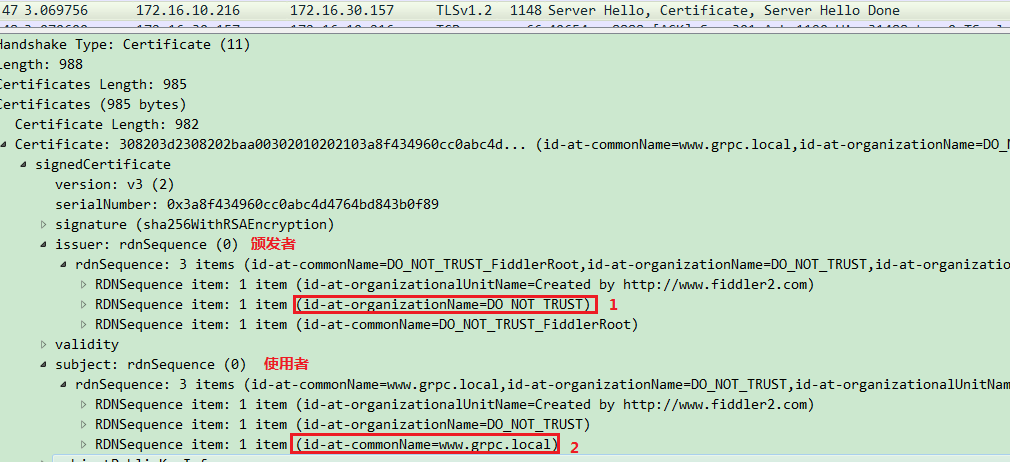 47 3.069756 172.16.10.216 172.16.30.157 TLSv1.2 1148 Server Hello, Certificate, Server Hello Done
Handshake Type: Certificate (11)
Length: 988
Certificates Length: 985
Certificates (985 bytes)
Certificate Length: 982
Certificate: 308203d2308202baa00302010202103a8f434960cc0abc4d... (id-at-commonName=www.grpc.local,id-at-organizationName=DO_N
signedCertificate
version: v3 (2)
serialNumber: 0x3a8f434960cc0abc4d4764bd843b0f89
signature (sha256WithRSAEncryption)
issuer: rdnSequence (0) 颁发者
rdnSequence: 3 items (id-at-commonName=DO_NOT_TRUST_FiddlerRoot,id-at-organizationName=DO_NOT_TRUST,id-at-organization
RDNSequence item: 1 item (id-at-organizationalUnitName=Created by http://www.fiddler2.com)
RDNSequence item: 1 item (id-at-organizationName=DO_NOT_TRUST) 1
RDNSequence item: 1 item (id-at-commonName=DO_NOT_TRUST_FiddlerRoot)
validity
subject: rdnSequence (0) 使用者
rdnSequence: 3 items (id-at-commonName=www.grpc.local,id-at-organizationName=DO_NOT_TRUST,id-at-organizationalUnitNam
RDNSequence item: 1 item (id-at-organizationalUnitName=Created by http://www.fiddler2.com)
RDNSequence item: 1 item (id-at-organizationName=DO_NOT_TRUST)
RDNSequence item: 1 item (id-at-commonName=www.grpc.local) 2